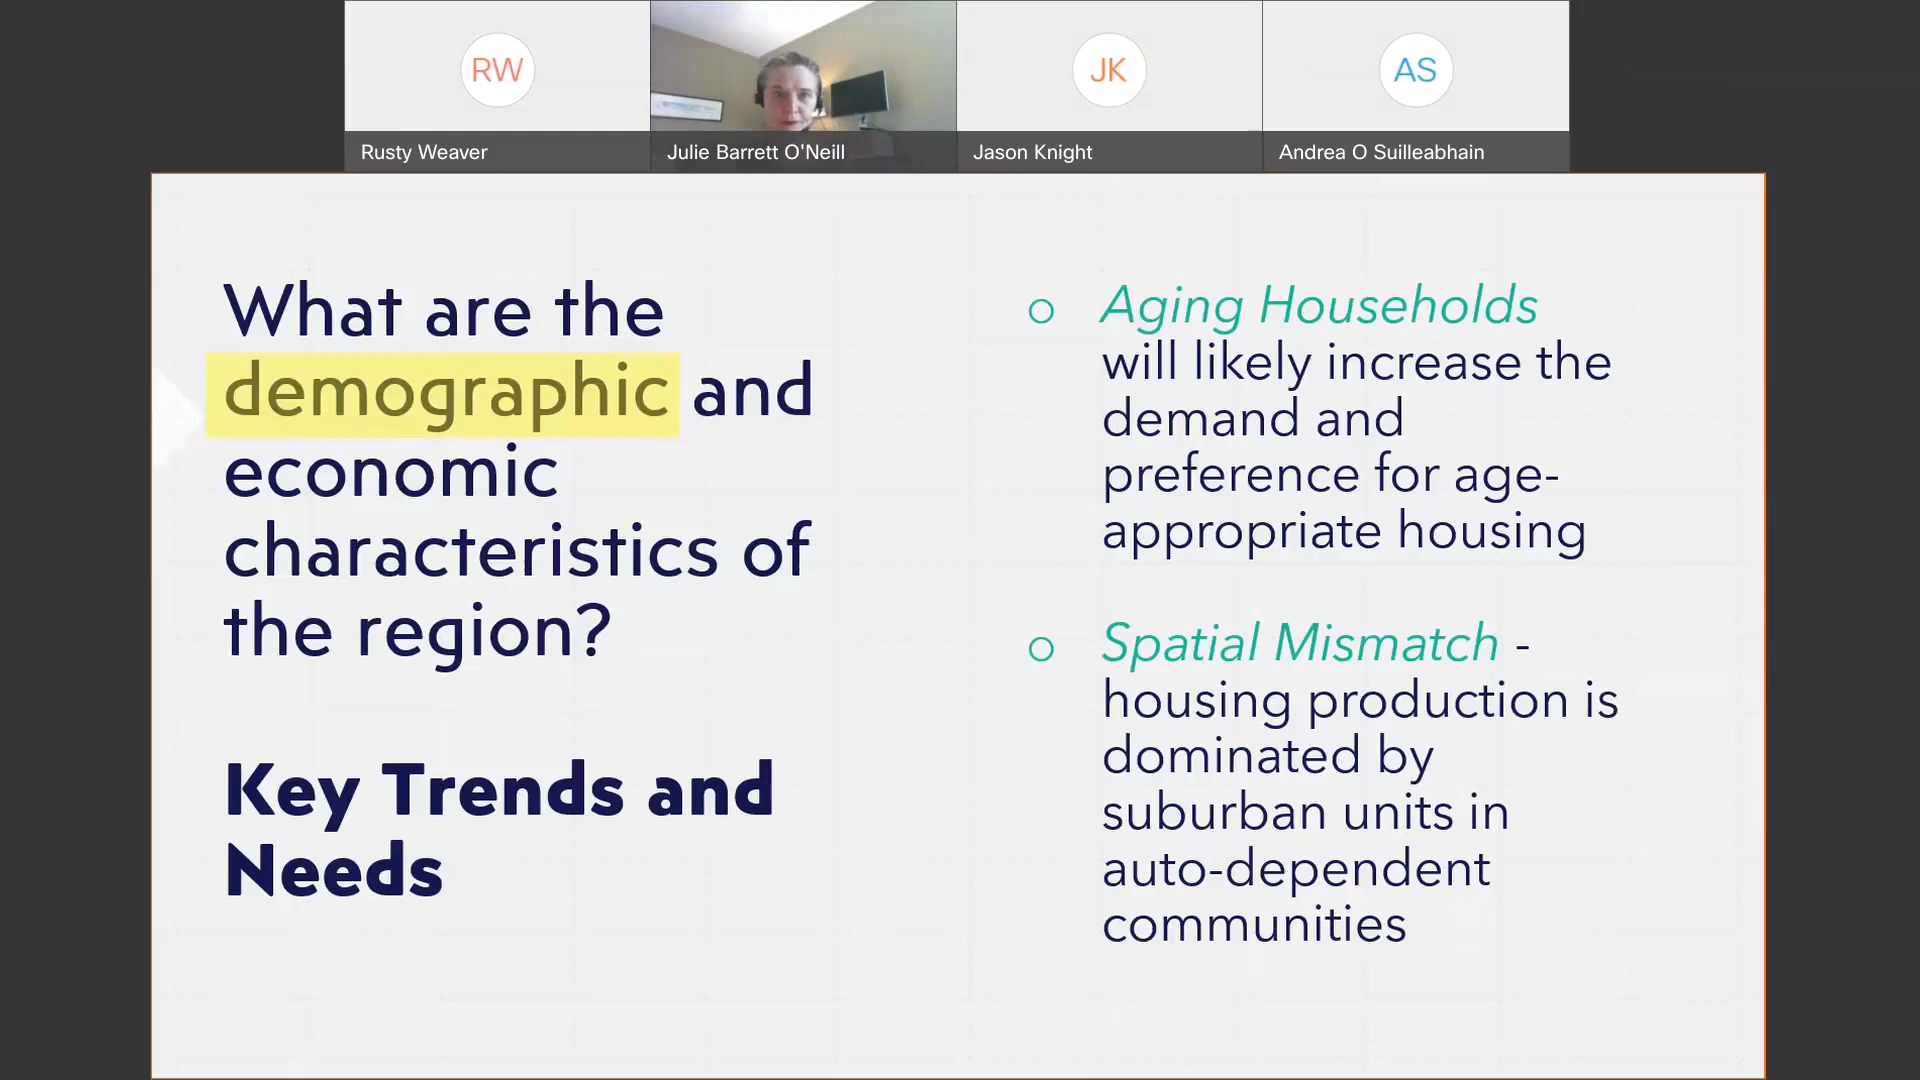 RW
JK
AS
Rusty Weaver
Julie Barrett O'Neill
Jason Knight
Andrea O Suilleabhain
What are the
demographic and
economic
characteristics of
the region?
Key Trends and
Needs
○ Aging Households
will likely increase the
demand and
preference for age-
appropriate housing
○ Spatial Mismatch -
housing production is
dominated by
suburban units in
auto-dependent
communities